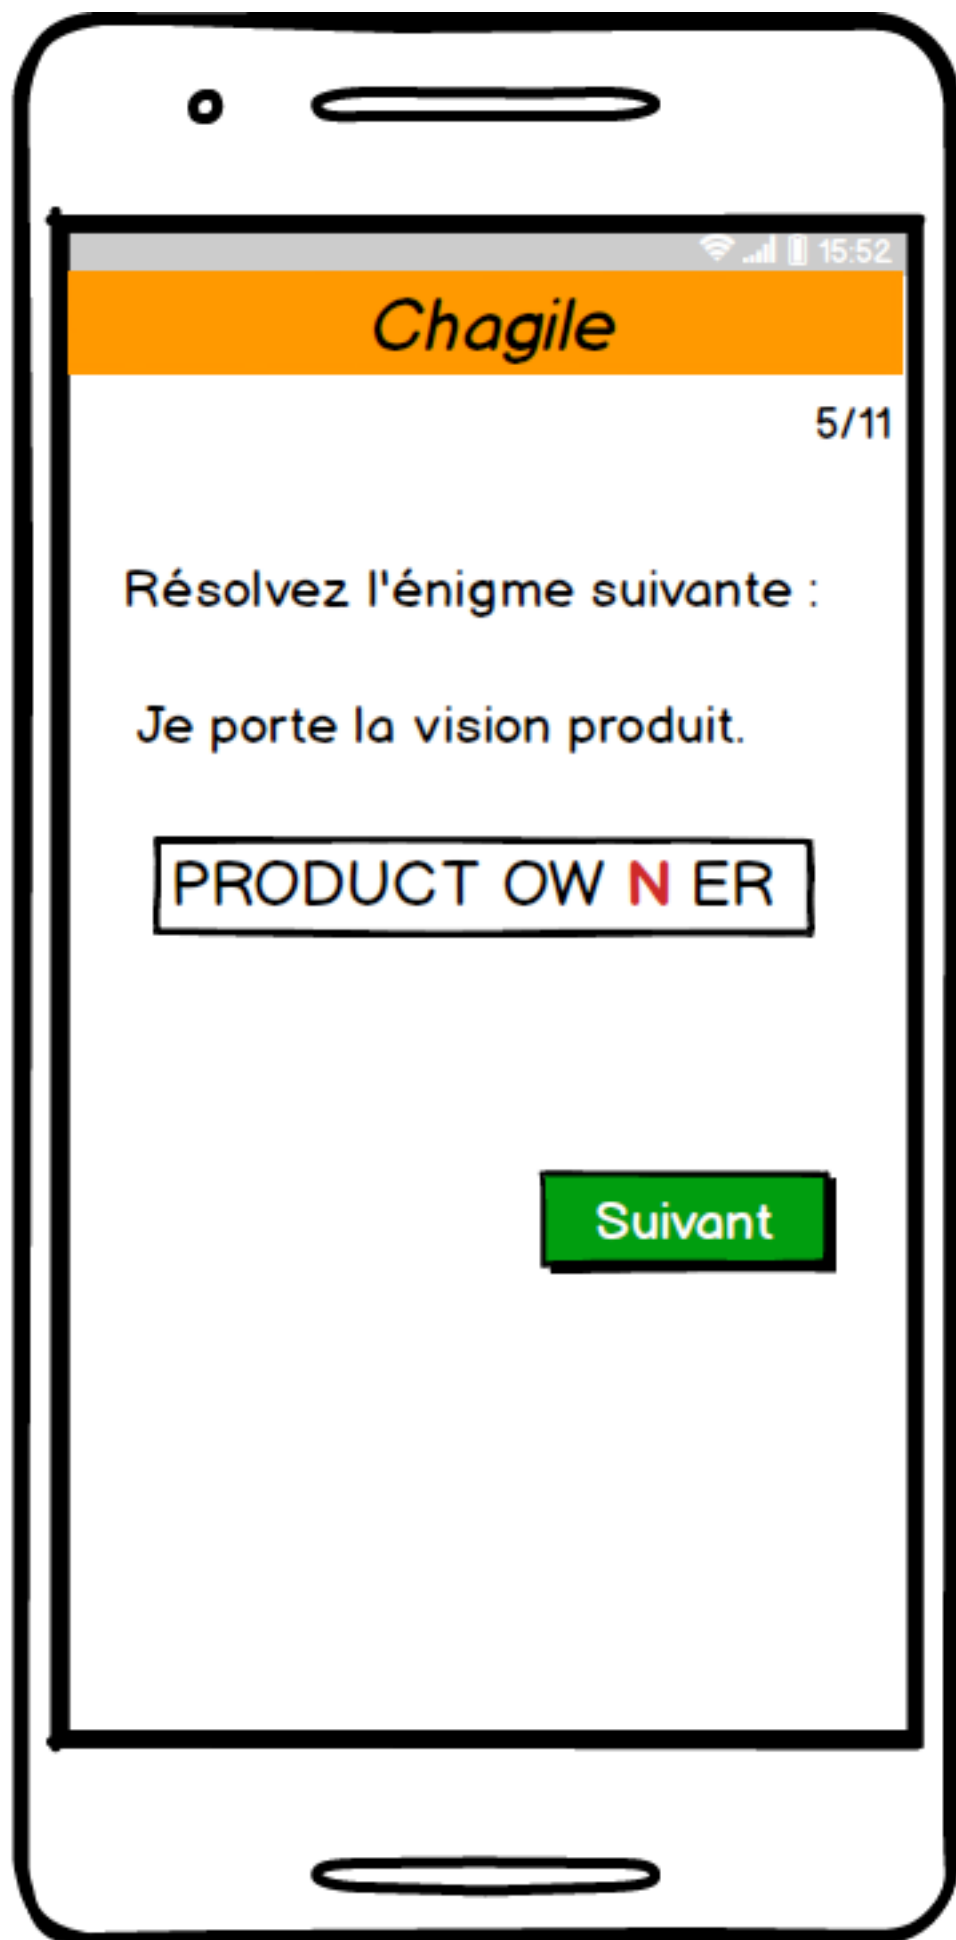 15:52
Chagile
5/11
Résolvez l'énigme suivante :
Je porte la vision produit.
PRODUCT OW N ER
Suivant